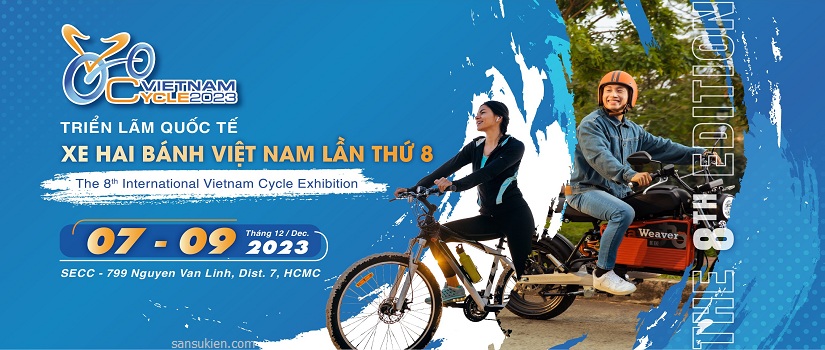 VIETNAM
CYCLE2023
TRIỂN LÃM QUỐC TẾ
XE HAI BÁNH VIỆT NAM LẦN THỨ 8
The 8th International Vietnam Cycle Exhibition
07 - 09
Tháng 12 / Dec.
2023
SECC - 799 Nguyen Van Linh, Dist. 7, HCMC
Weaver
THE 8TH EDITION
sansukien.com